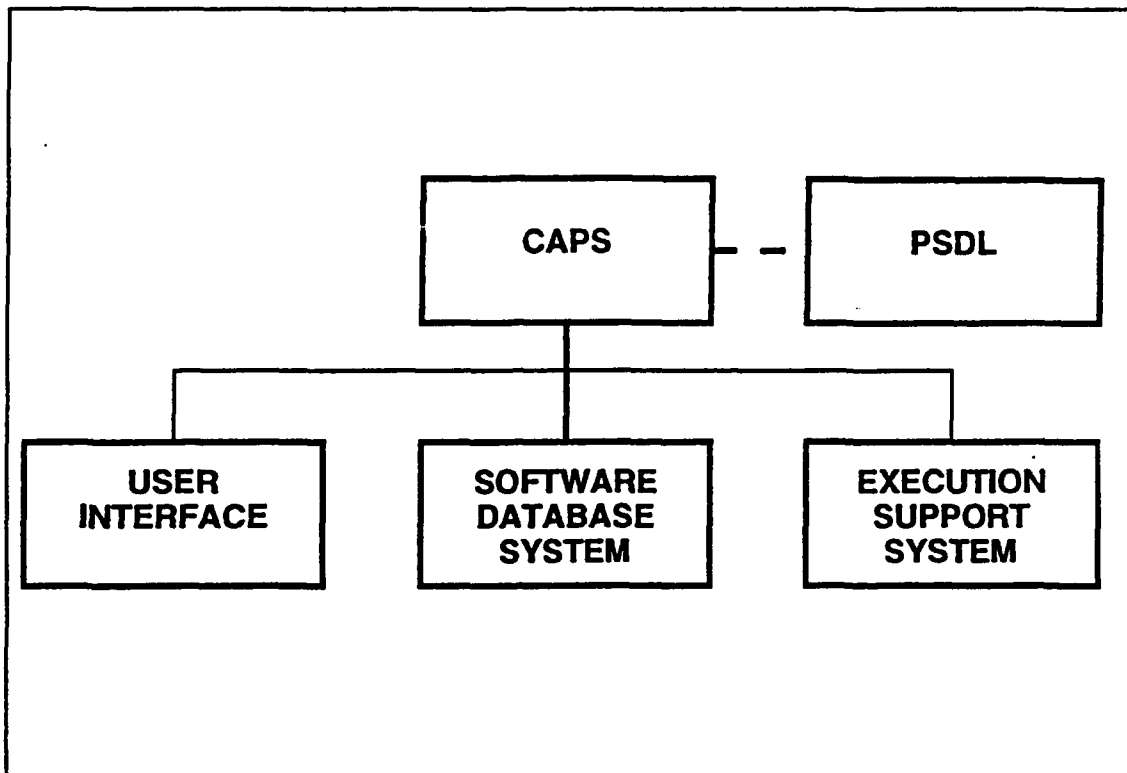 CAPS
PSDL
USER
INTERFACE
SOFTWARE
DATABASE
SYSTEM
EXECUTION
SUPPORT
SYSTEM